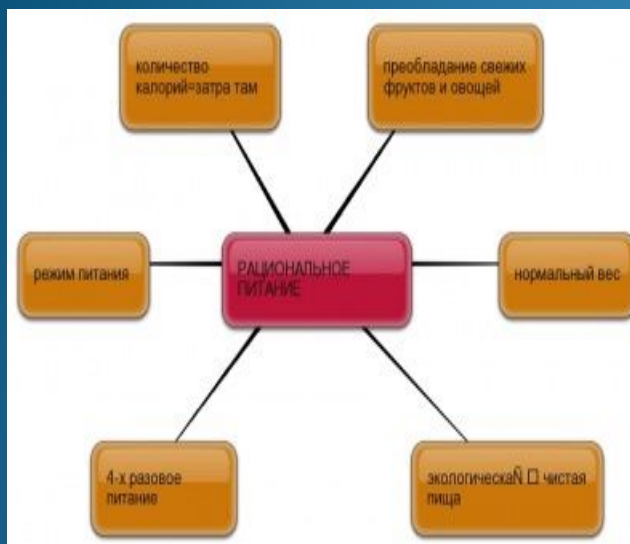 количество
калорий=затра там
преобладание свежих
фруктов и овощей
режим питания
РАЦИОНАЛЬНОЕ
ПИТАНИЕ
нормальный вес
4-х разовое
питание
экологическаÑ □ чистая
пища